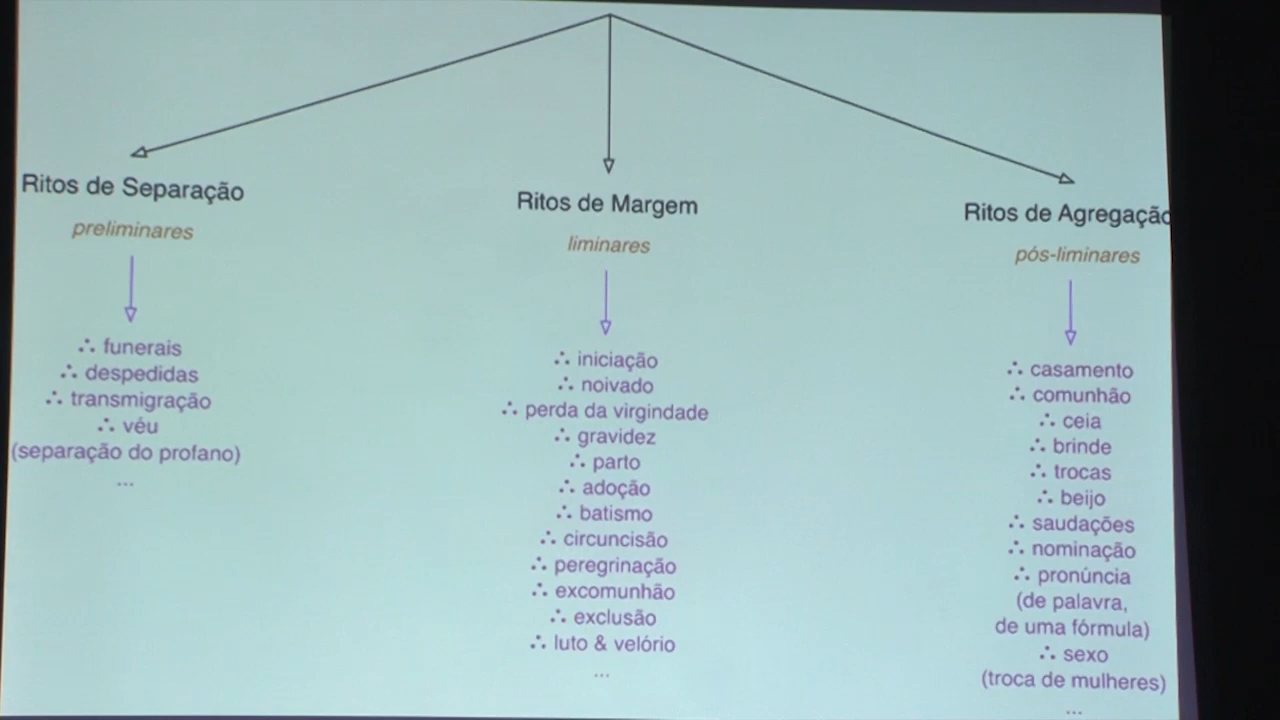 Ritos de Separação
preliminares
∴ funerais
∴ despedidas
∴ transmigração
∴ véu
(separação do profano)
...
Ritos de Margem
liminares
∴ iniciação
∴ noivado
∴ perda da virgindade
∴ gravidez
∴ parto
∴ adoção
∴ batismo
∴ circuncisão
∴ peregrinação
∴ excomunhão
∴ exclusão
∴ luto & velório
...
Ritos de Agregação
pós-liminares
∴ casamento
∴ comunhão
∴ ceia
∴ brinde
∴ trocas
∴ beijo
∴ saudações
∴ nominação
∴ pronúncia
(de palavra,
de uma fórmula)
∴ sexo
(troca de mulheres)
...